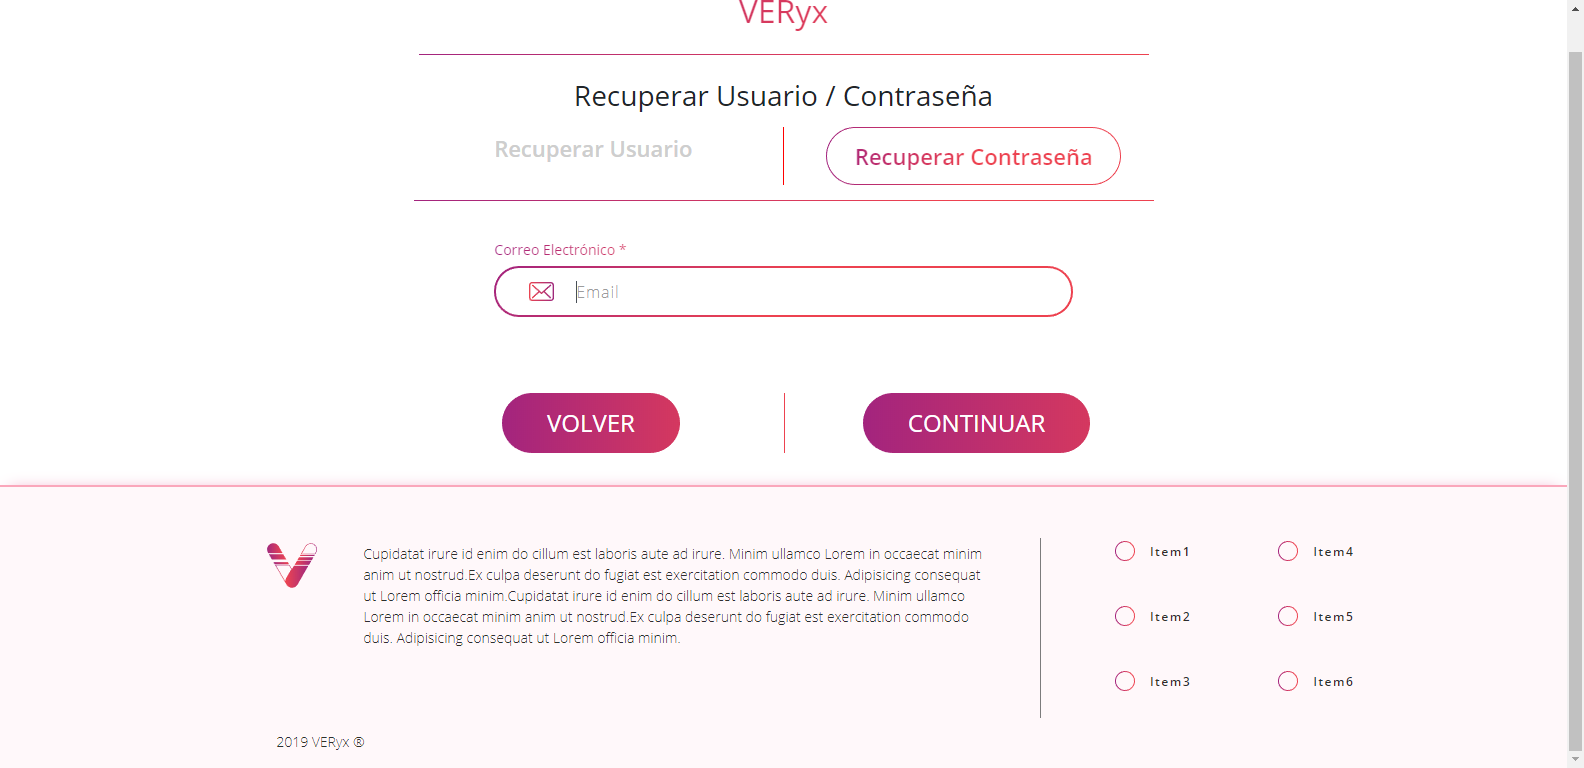 VERyx
Recuperar Usuario / Contraseña
Recuperar Usuario
Recuperar Contraseña
Correo Electrónico *
Email
VOLVER
CONTINUAR
Cupidatat irure id enim do cillum est laboris aute ad irure. Minim ullamco Lorem in occaecat minim
anim ut nostrud.Ex culpa deserunt do fugiat est exercitation commodo duis. Adipisicing consequat
ut Lorem officia minim.Cupidatat irure id enim do cillum est laboris aute ad irure. Minim ullamco
Lorem in occaecat minim anim ut nostrud.Ex culpa deserunt do fugiat est exercitation commodo
duis. Adipisicing consequat ut Lorem officia minim.
Item1
Item4
Item2
Item5
Item3
Item6
2019 VERyx ®